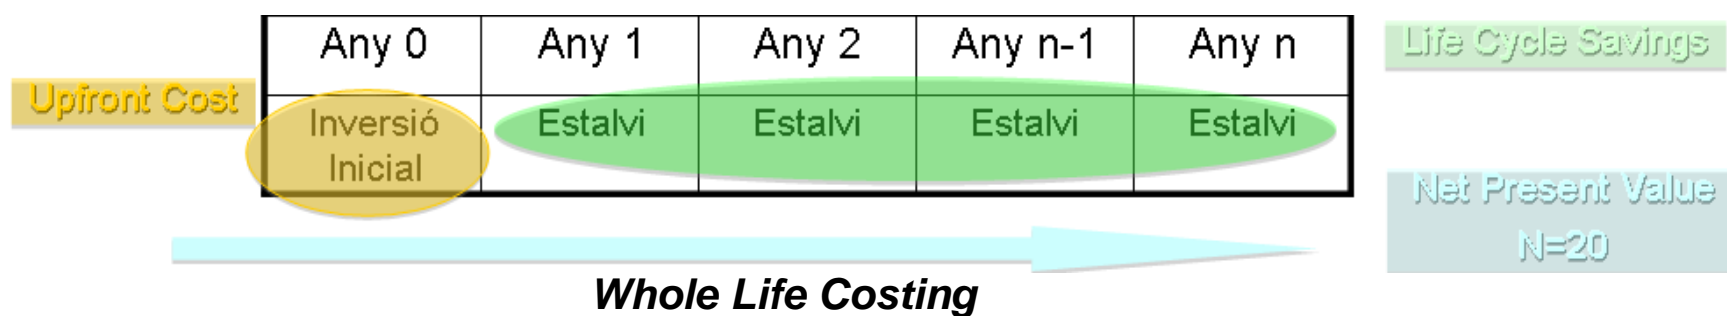 Any 0 Any 1 Any 2 Any n-1 Any n
Life Cycle Savings
Upfront Cost
Inversió Estalvi Estalvi Estalvi Estalvi
Inicial
Net Present Value
N=20
Whole Life Costing